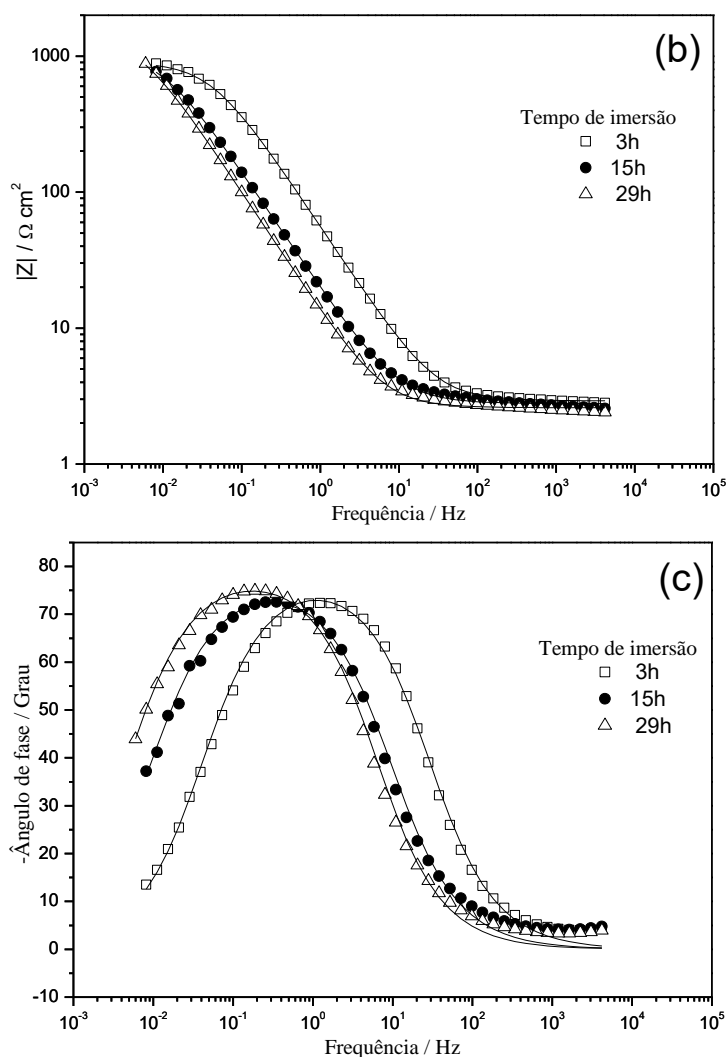 (b)
1000
100
10
1
|Z| / Ω cm²
Tempo de imersão
3h
15h
29h
10⁻³ 10⁻² 10⁻¹ 10⁰ 10¹ 10² 10³ 10⁴ 10⁵
Frequência / Hz
(c)
80
70
60
50
40
30
20
10
0
-10
-Ângulo de fase / Grau
Tempo de imersão
3h
15h
29h
10⁻³ 10⁻² 10⁻¹ 10⁰ 10¹ 10² 10³ 10⁴ 10⁵
Frequência / Hz